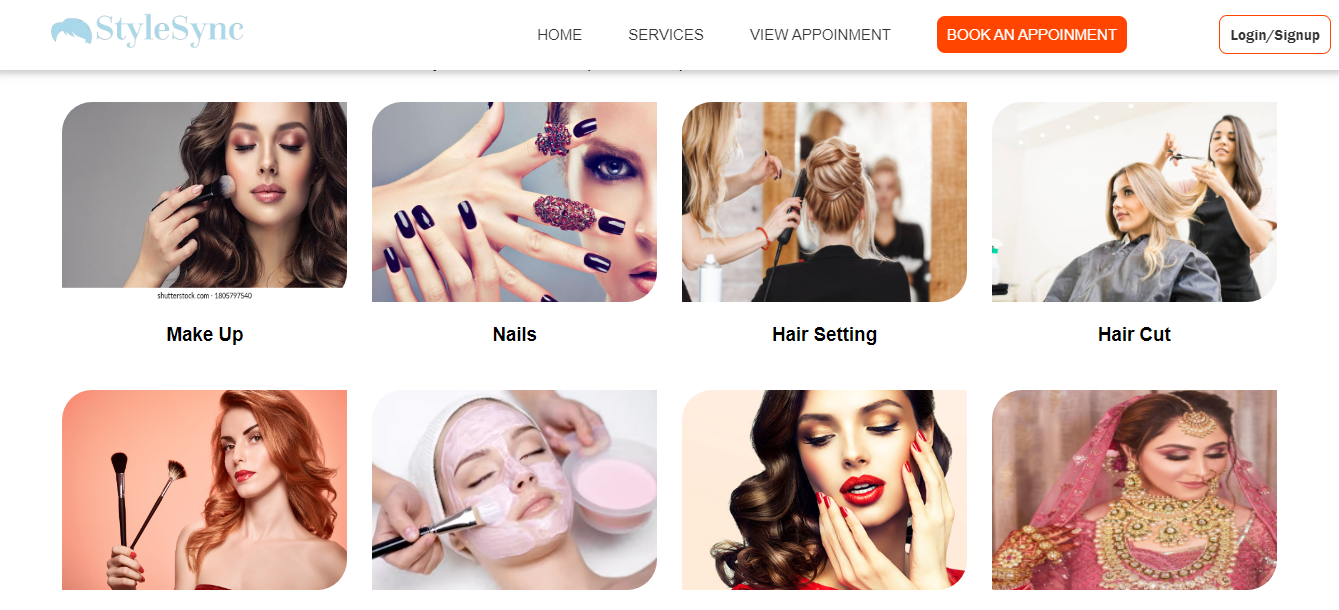 StyleSync
HOME SERVICES VIEW APPOINMENT BOOK AN APPOINMENT Login/Signup
shutterstock.com · 1805797540
Make Up Nails Hair Setting Hair Cut